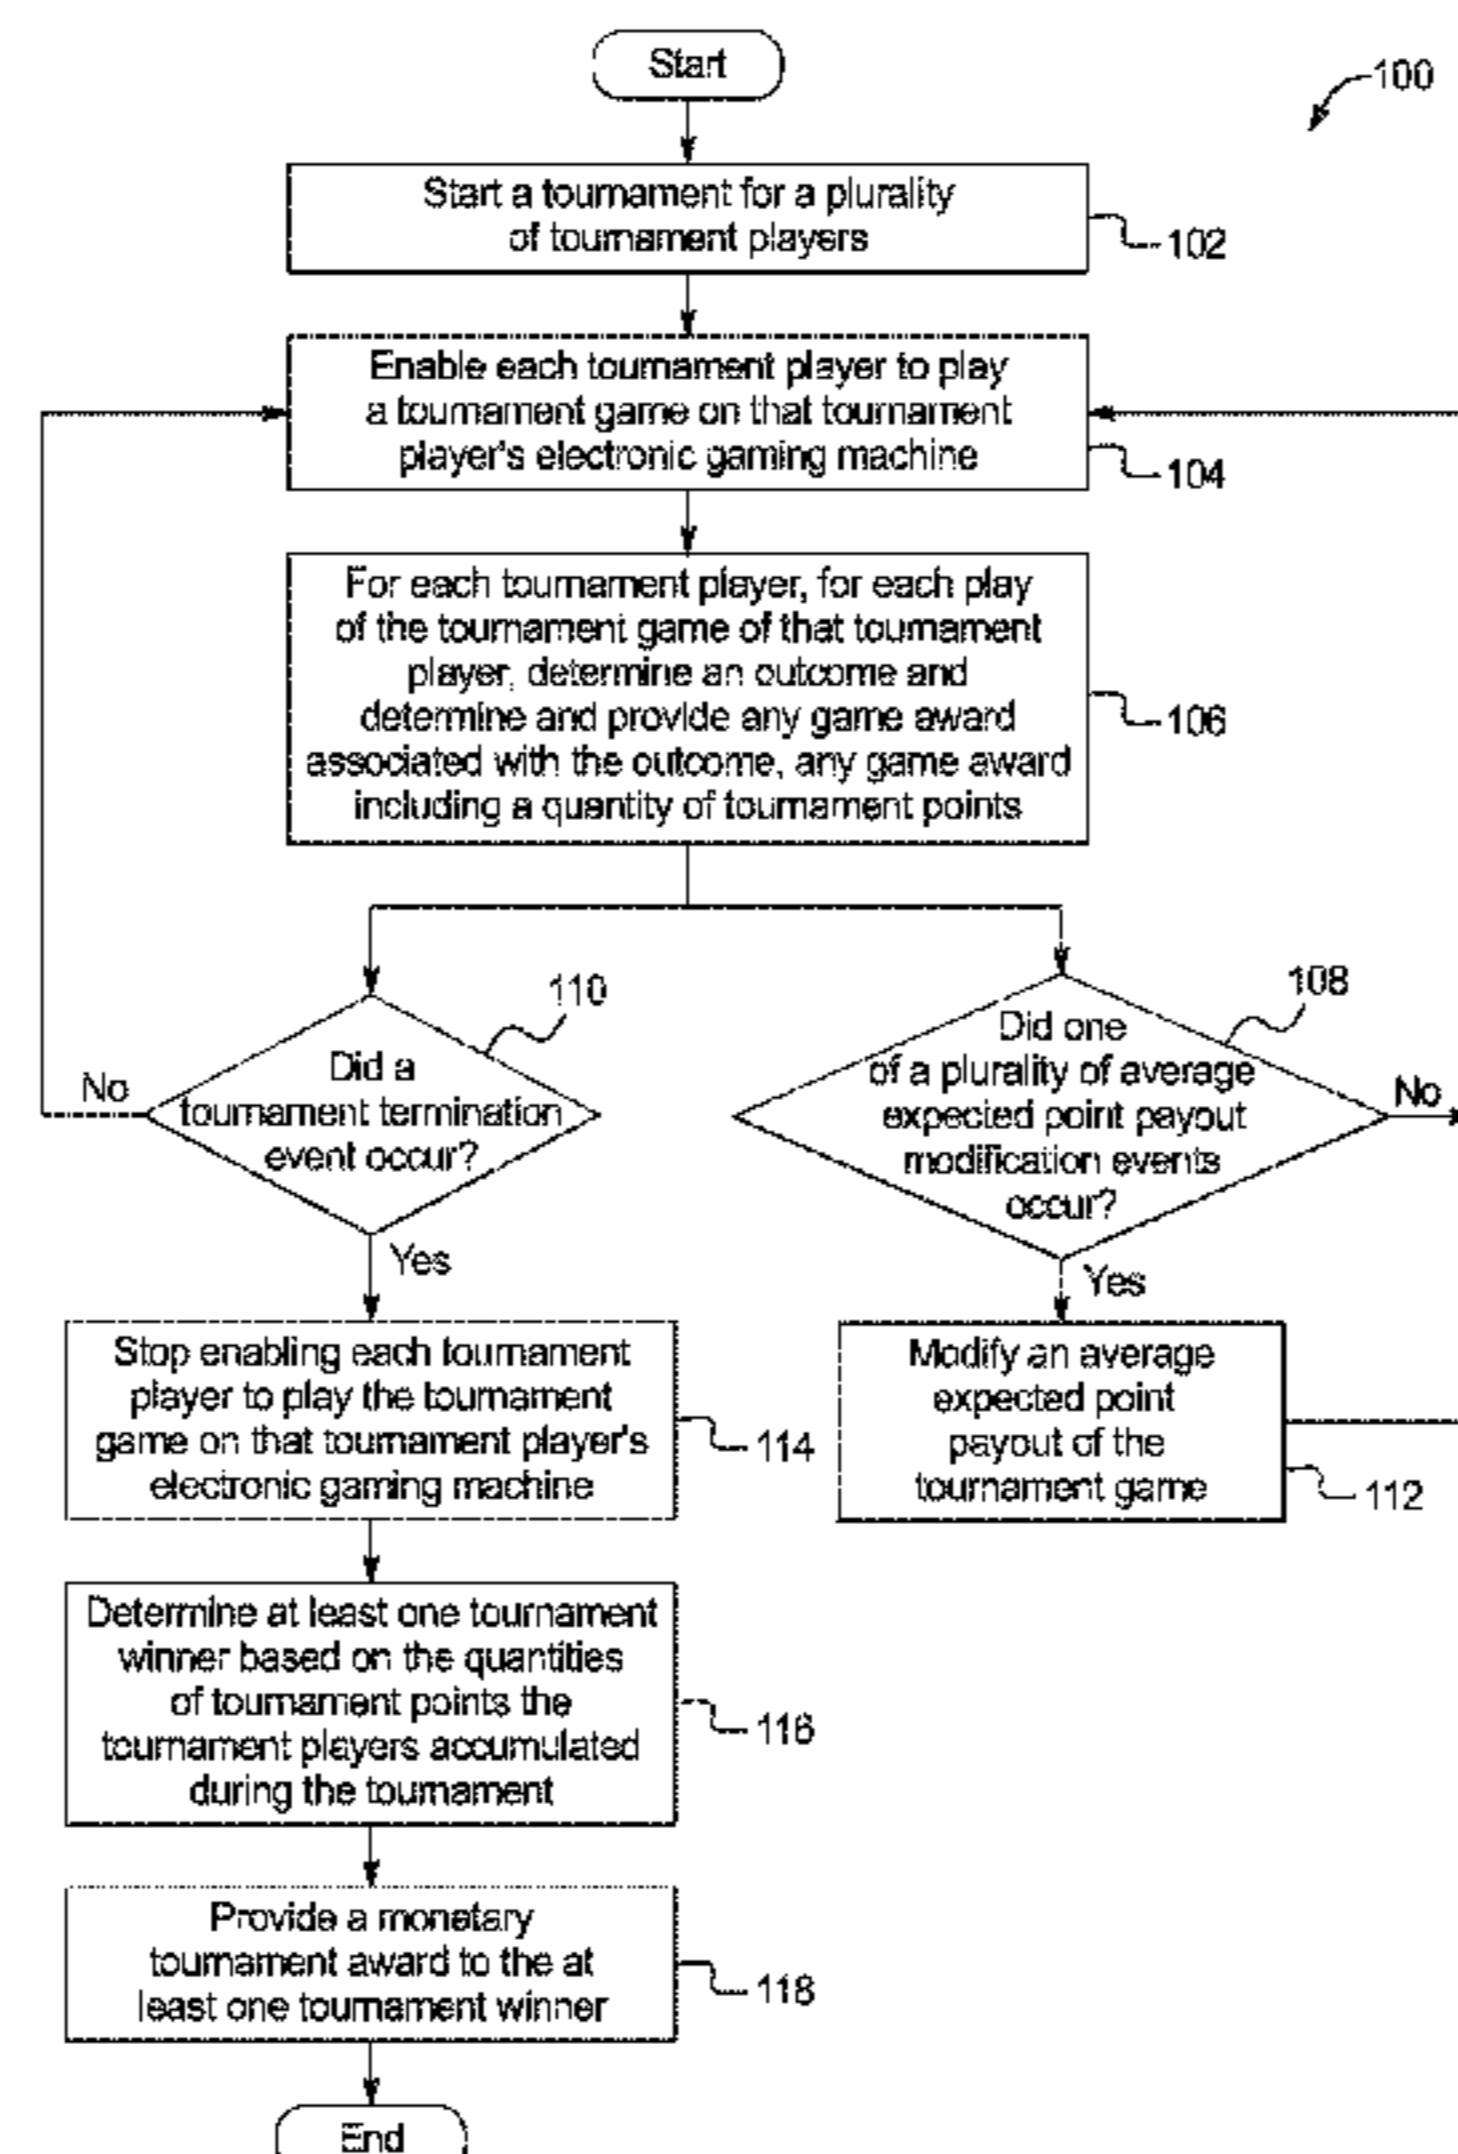 Start
100
Start a tournament for a plurality
of tournament players
102
Enable each tournament player to play
a tournament game on that tournament
player's electronic gaming machine
104
For each tournament player, for each play
of the tournament game of that tournament
player, determine an outcome and
determine and provide any game award
associated with the outcome, any game award
including a quantity of tournament points
106
110
Did a
tournament termination
event occur?
No
Yes
108
Did one
of a plurality of average
expected point payout
modification events
occur?
No
Yes
Stop enabling each tournament
player to play the tournament
game on that tournament player's
electronic gaming machine
114
Modify an average
expected point
payout of the
tournament game
112
Determine at least one tournament
winner based on the quantities
of tournament points the
tournament players accumulated
during the tournament
116
Provide a monetary
tournament award to the at
least one tournament winner
118
End